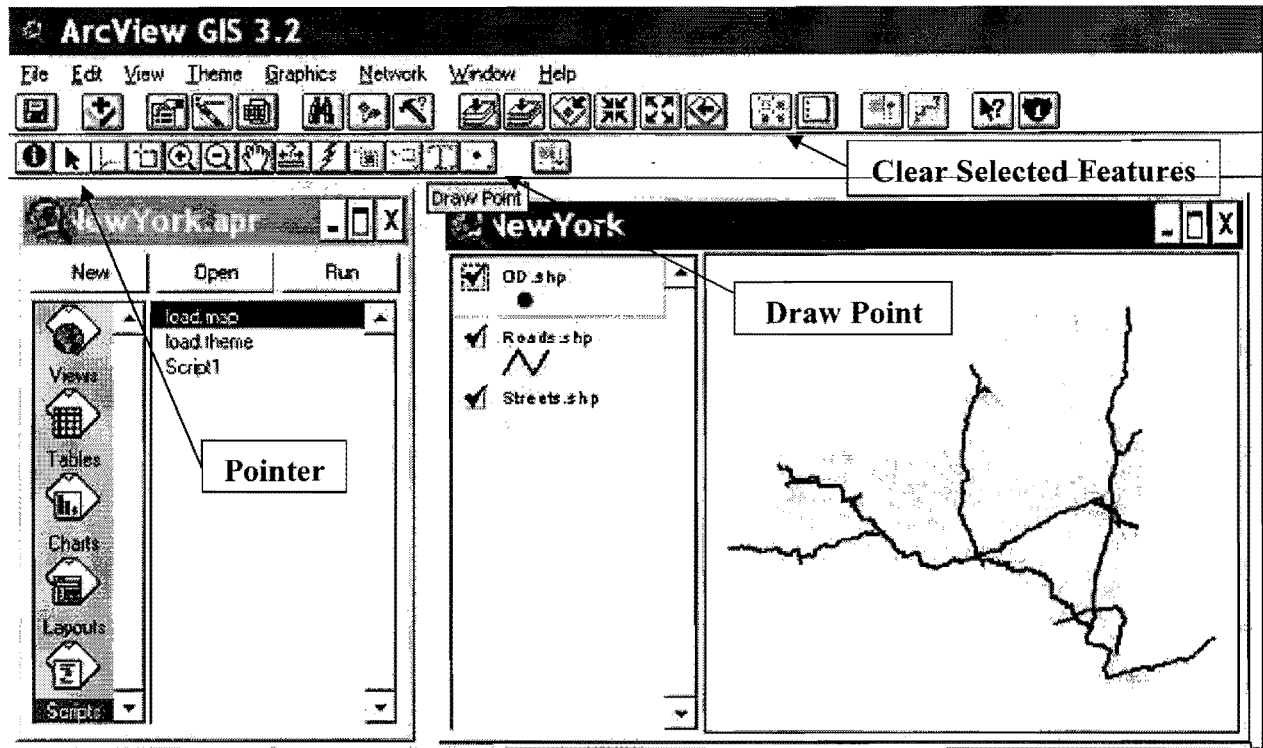 ArcView GIS 3.2
File Edit View Theme Graphics Network Window Help
Clear Selected Features
Draw Point
NewYork.apr
NewYork
New Open Run
OD.shp
Draw Point
load.map
load.theme
Script1
Roads.shp
Views
Streets.shp
Pointer
Tables
Charts
Layouts
Scripts